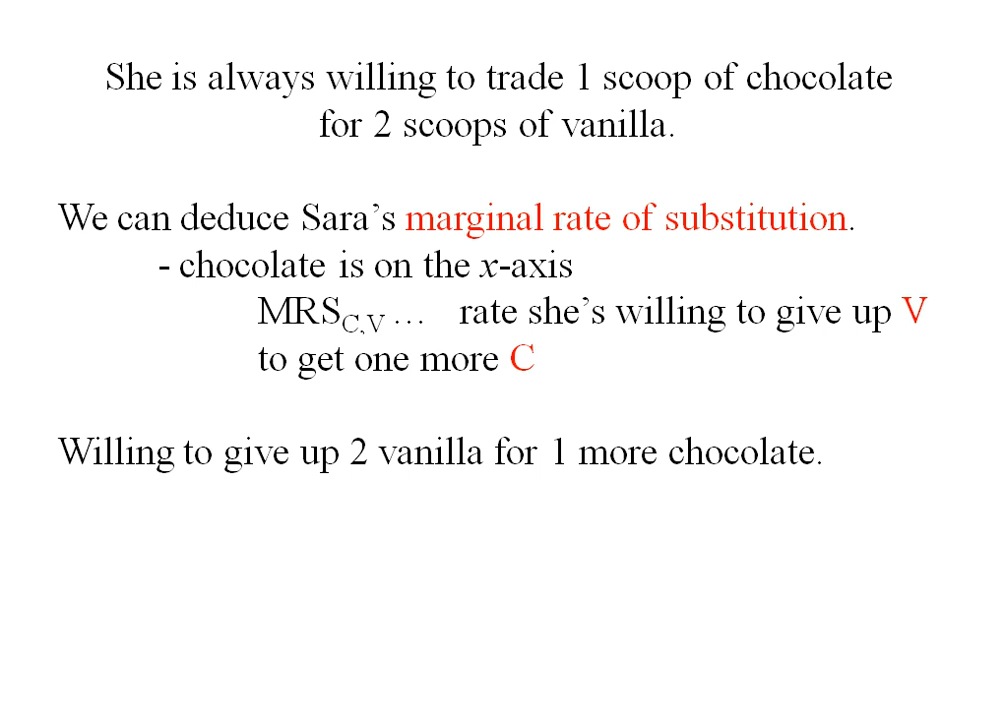 She is always willing to trade 1 scoop of chocolate
for 2 scoops of vanilla.
We can deduce Sara's marginal rate of substitution.
- chocolate is on the x-axis
MRSC,V … rate she's willing to give up V
to get one more C
Willing to give up 2 vanilla for 1 more chocolate.